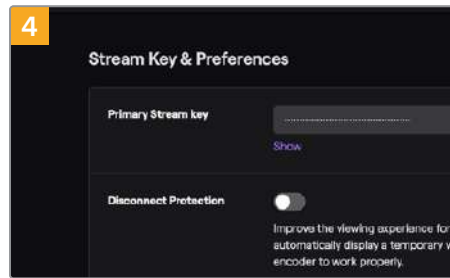 4
Stream Key & Preferences
Primary Stream key
Show
Disconnect Protection
Improve the viewing experience for
automatically display a temporary
encoder to work properly.